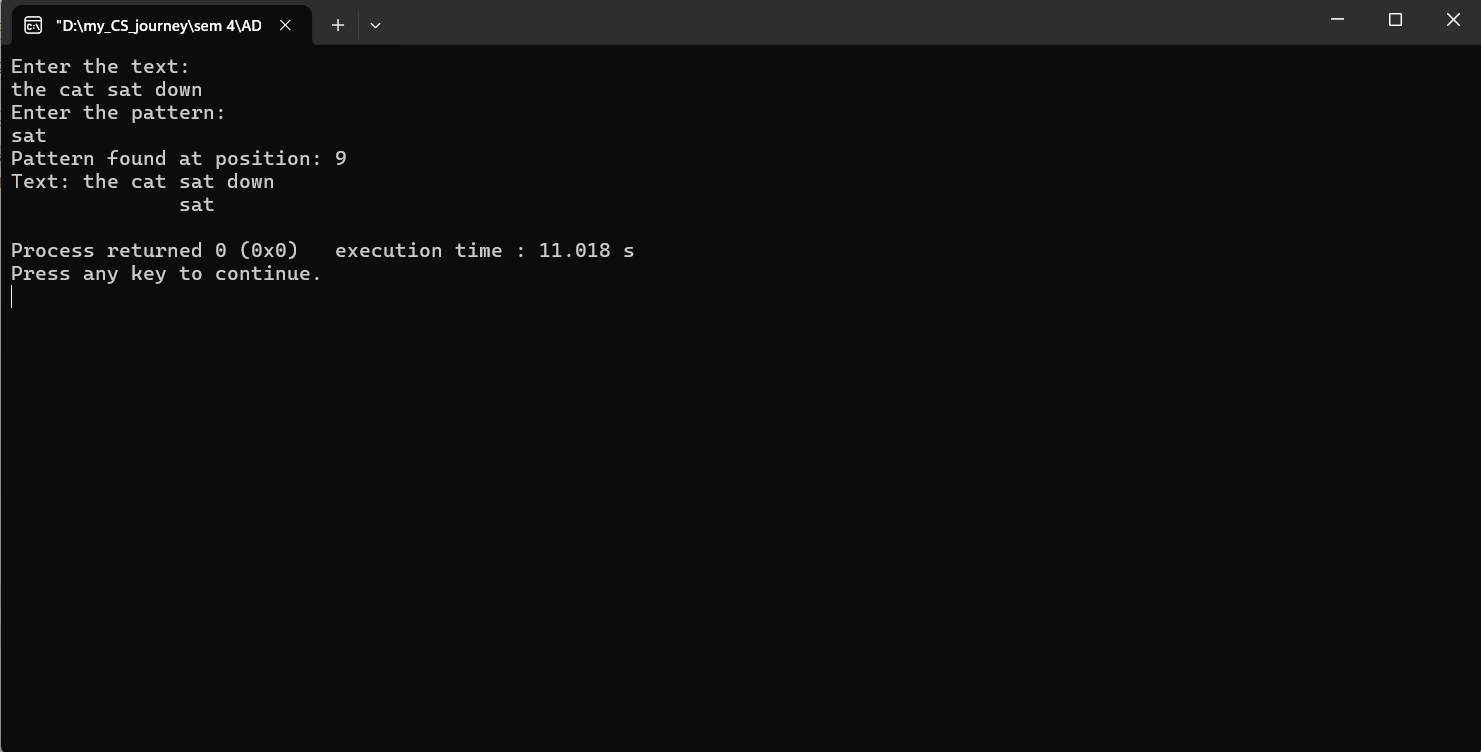 "D:\my_CS_journey\sem 4\AD
Enter the text:
the cat sat down
Enter the pattern:
sat
Pattern found at position: 9
Text: the cat sat down
              sat
Process returned 0 (0x0)   execution time : 11.018 s
Press any key to continue.